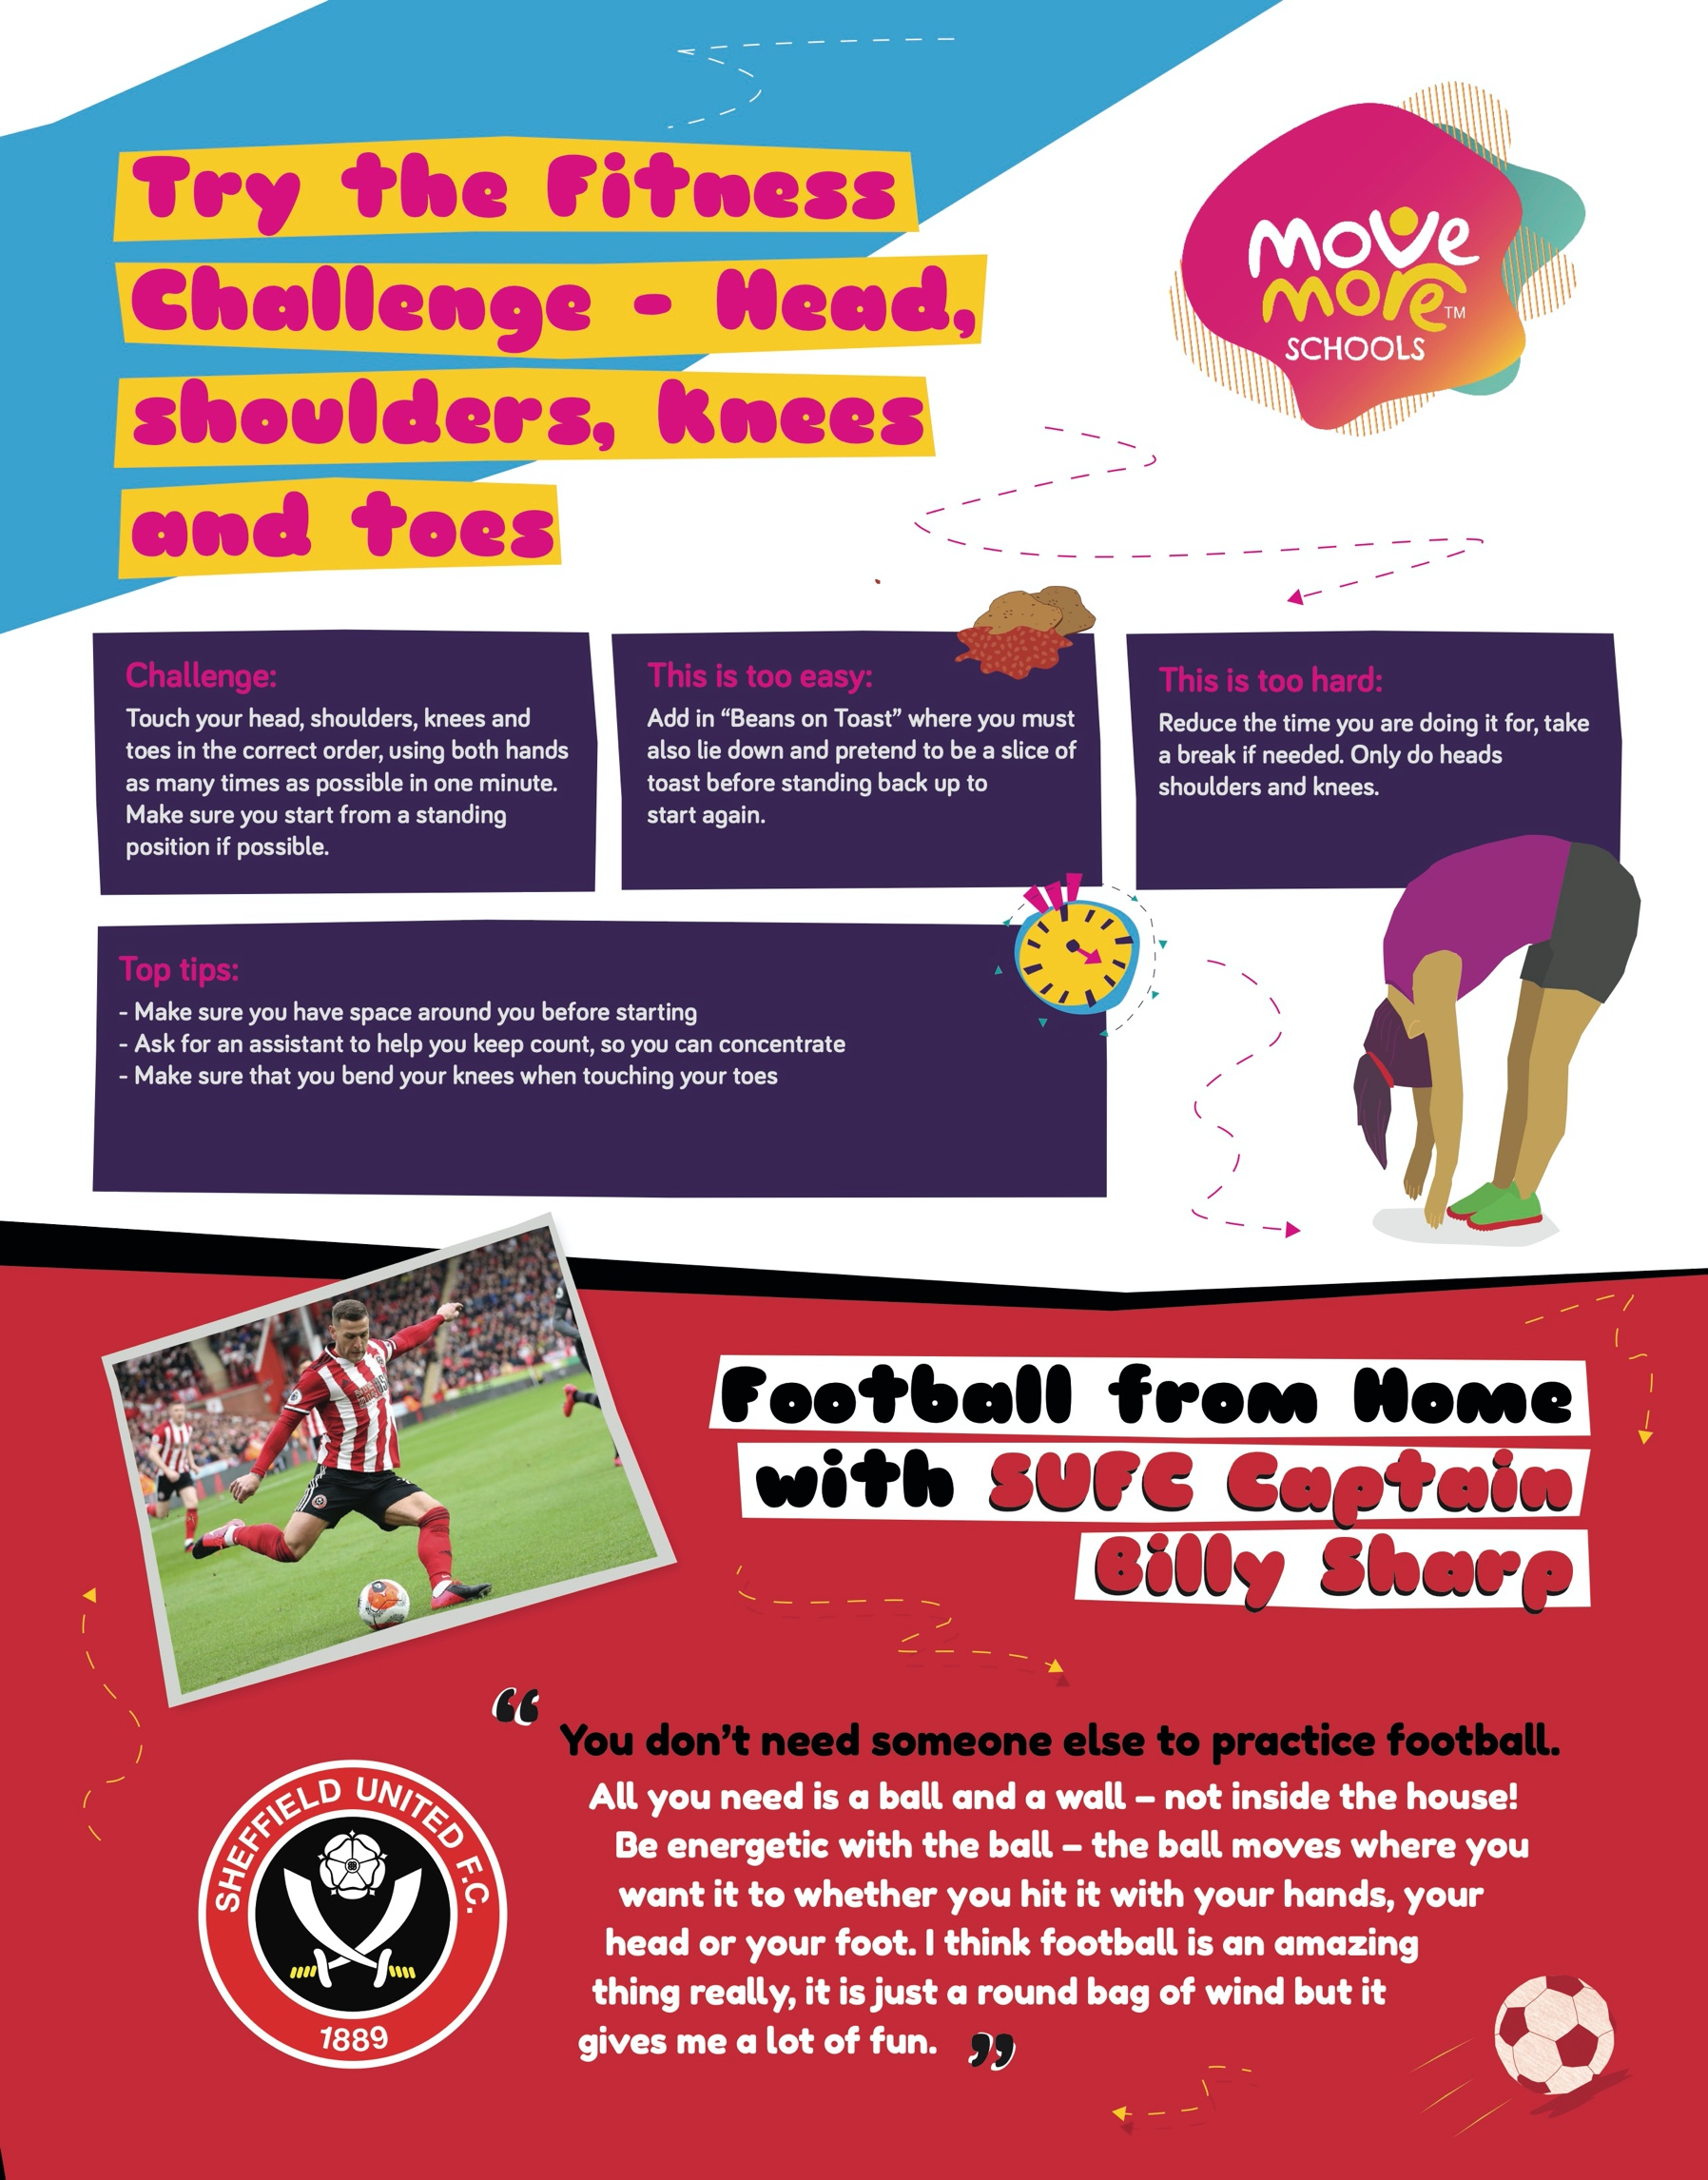 Try the Fitness
Challenge - Head,
shoulders, knees
and toes
move
more™
SCHOOLS
Challenge:
Touch your head, shoulders, knees and
toes in the correct order, using both hands
as many times as possible in one minute.
Make sure you start from a standing
position if possible.
This is too easy:
Add in “Beans on Toast” where you must
also lie down and pretend to be a slice of
toast before standing back up to
start again.
This is too hard:
Reduce the time you are doing it for, take
a break if needed. Only do heads
shoulders and knees.
Top tips:
- Make sure you have space around you before starting
- Ask for an assistant to help you keep count, so you can concentrate
- Make sure that you bend your knees when touching your toes
Football from Home
with SUFC Captain
Billy Sharp
“ You don’t need someone else to practice football.
All you need is a ball and a wall – not inside the house!
Be energetic with the ball – the ball moves where you
want it to whether you hit it with your hands, your
head or your foot. I think football is an amazing
thing really, it is just a round bag of wind but it
gives me a lot of fun. ”
SHEFFIELD UNITED F.C.
1889